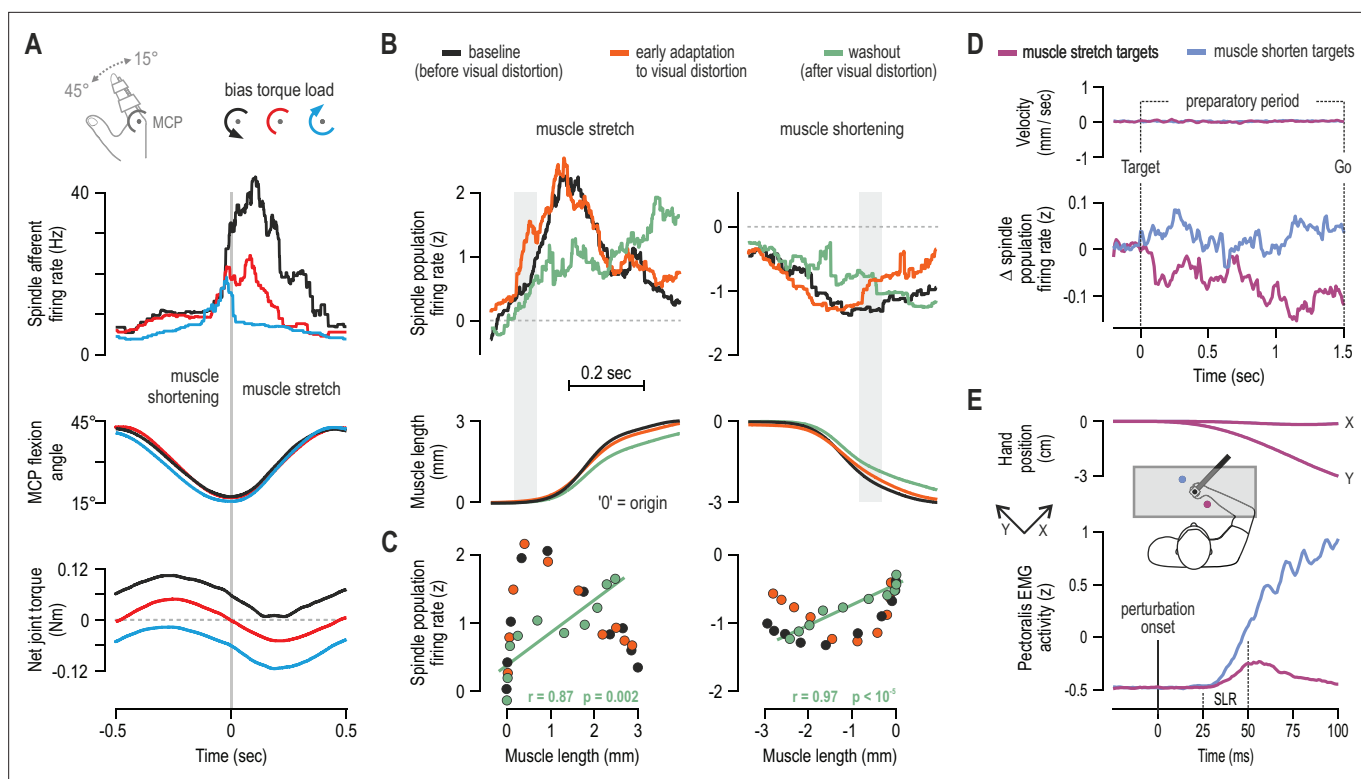 A
15°
45°
MCP
bias torque load
Spindle afferent
firing rate (Hz)
40
20
0
muscle
shortening
muscle stretch
MCP flexion
angle
45°
15°
Net joint torque
(Nm)
0.12
0
-0.12
-0.5
0
0.5
Time (sec)
B
baseline
(before visual distortion)
early adaptation
to visual distortion
washout
(after visual distortion)
muscle stretch
muscle shortening
Spindle population
firing rate (z)
2
1
0
0
-1
-2
0.2 sec
Muscle length
(mm)
3
0
'0' = origin
0
-3
C
Spindle population
firing rate (z)
2
1
0
r = 0.87 p = 0.002
0
1
2
3
Muscle length (mm)
0
-1
-2
r = 0.97 p < 10⁻⁵
-3
-2
-1
0
Muscle length (mm)
D
muscle stretch targets
muscle shorten targets
Velocity
(mm / sec)
1
0
-1
preparatory period
Target
Go
Δ spindle
population
firing rate (z)
0.1
0
-0.1
0
0.5
1
1.5
Time (sec)
E
Hand
position
(cm)
0
-3
X
Y
Y
X
Pectoralis EMG
activity (z)
1
0.5
0
-0.5
perturbation
onset
SLR
0
25
50
75
100
Time (ms)